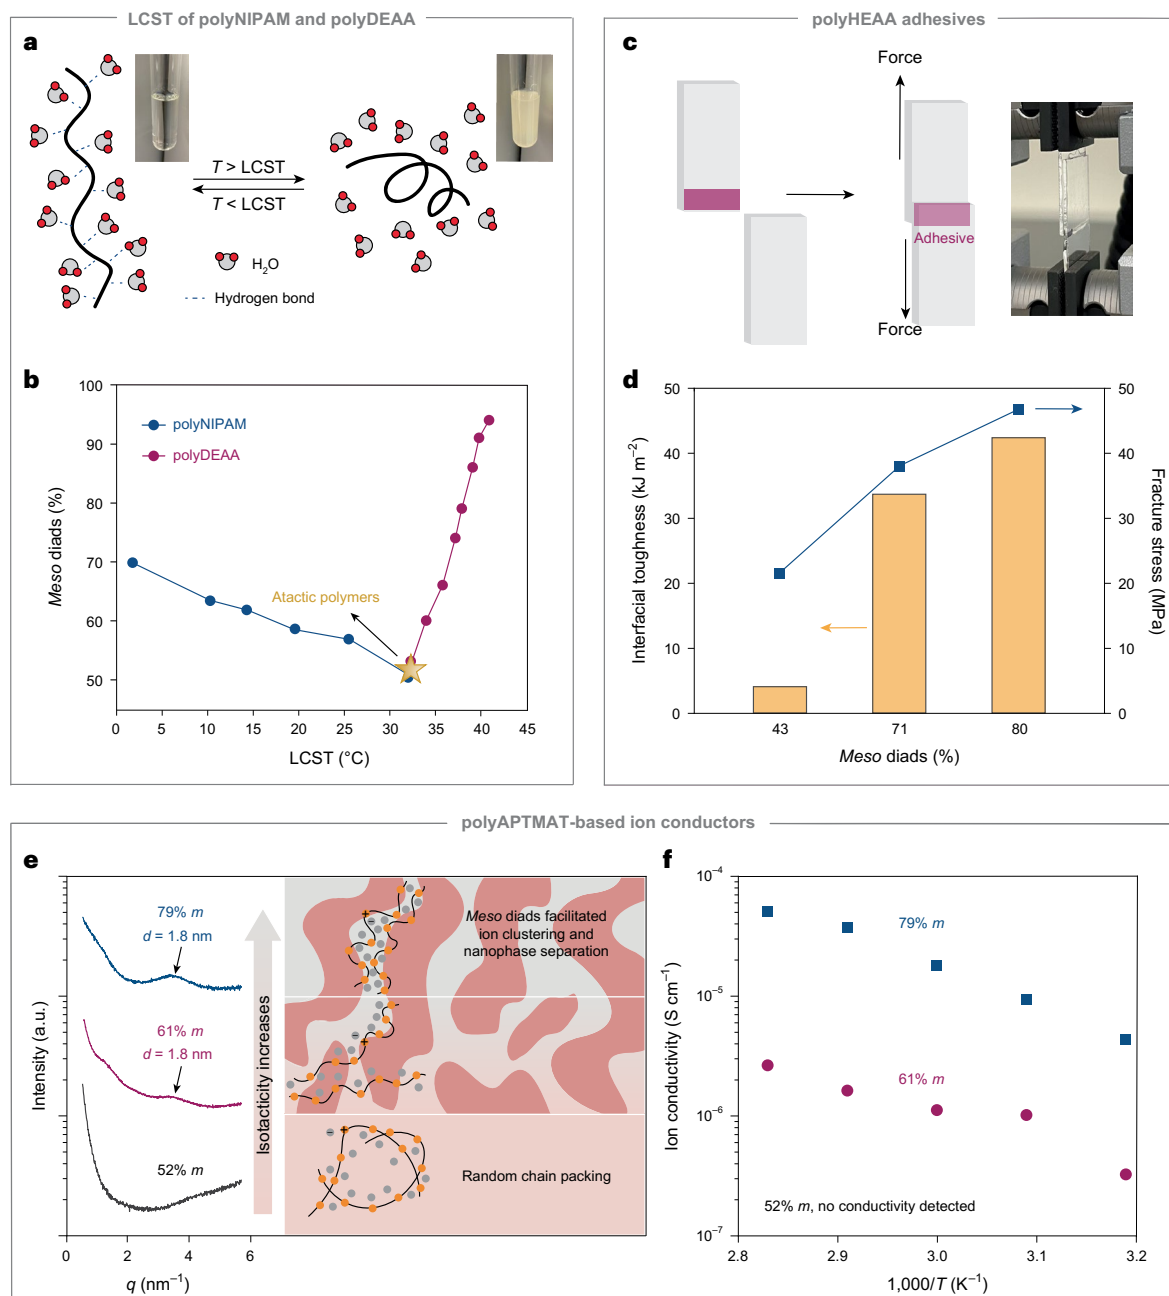 LCST of polyNIPAM and polyDEAA
a
T > LCST
T < LCST
H₂O
Hydrogen bond
b
100
90
80
70
60
50
Meso diads (%)
polyNIPAM
polyDEAA
Atactic polymers
0 5 10 15 20 25 30 35 40 45
LCST (°C)
polyHEAA adhesives
c
Force
Adhesive
Force
d
50
40
30
20
10
0
Interfacial toughness (kJ m⁻²)
50
40
30
20
10
0
Fracture stress (MPa)
43 71 80
Meso diads (%)
polyAPTMAT-based ion conductors
e
Intensity (a.u.)
79% m
d = 1.8 nm
61% m
d = 1.8 nm
52% m
0 2 4 6
q (nm⁻¹)
Isotacticity increases
Meso diads facilitated
ion clustering and
nanophase separation
+
−
−
+
− +
Random chain packing
f
10⁻⁴
10⁻⁵
10⁻⁶
10⁻⁷
Ion conductivity (S cm⁻¹)
79% m
61% m
52% m, no conductivity detected
2.8 2.9 3.0 3.1 3.2
1,000/T (K⁻¹)